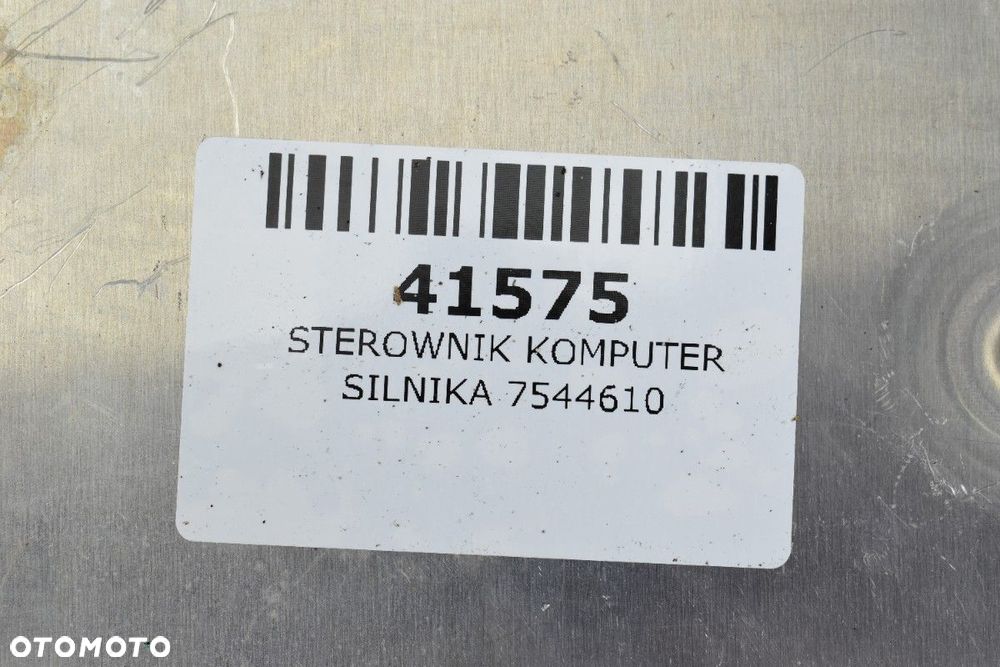 41575
STEROWNIK KOMPUTER
SILNIKA 7544610
OTOMOTO